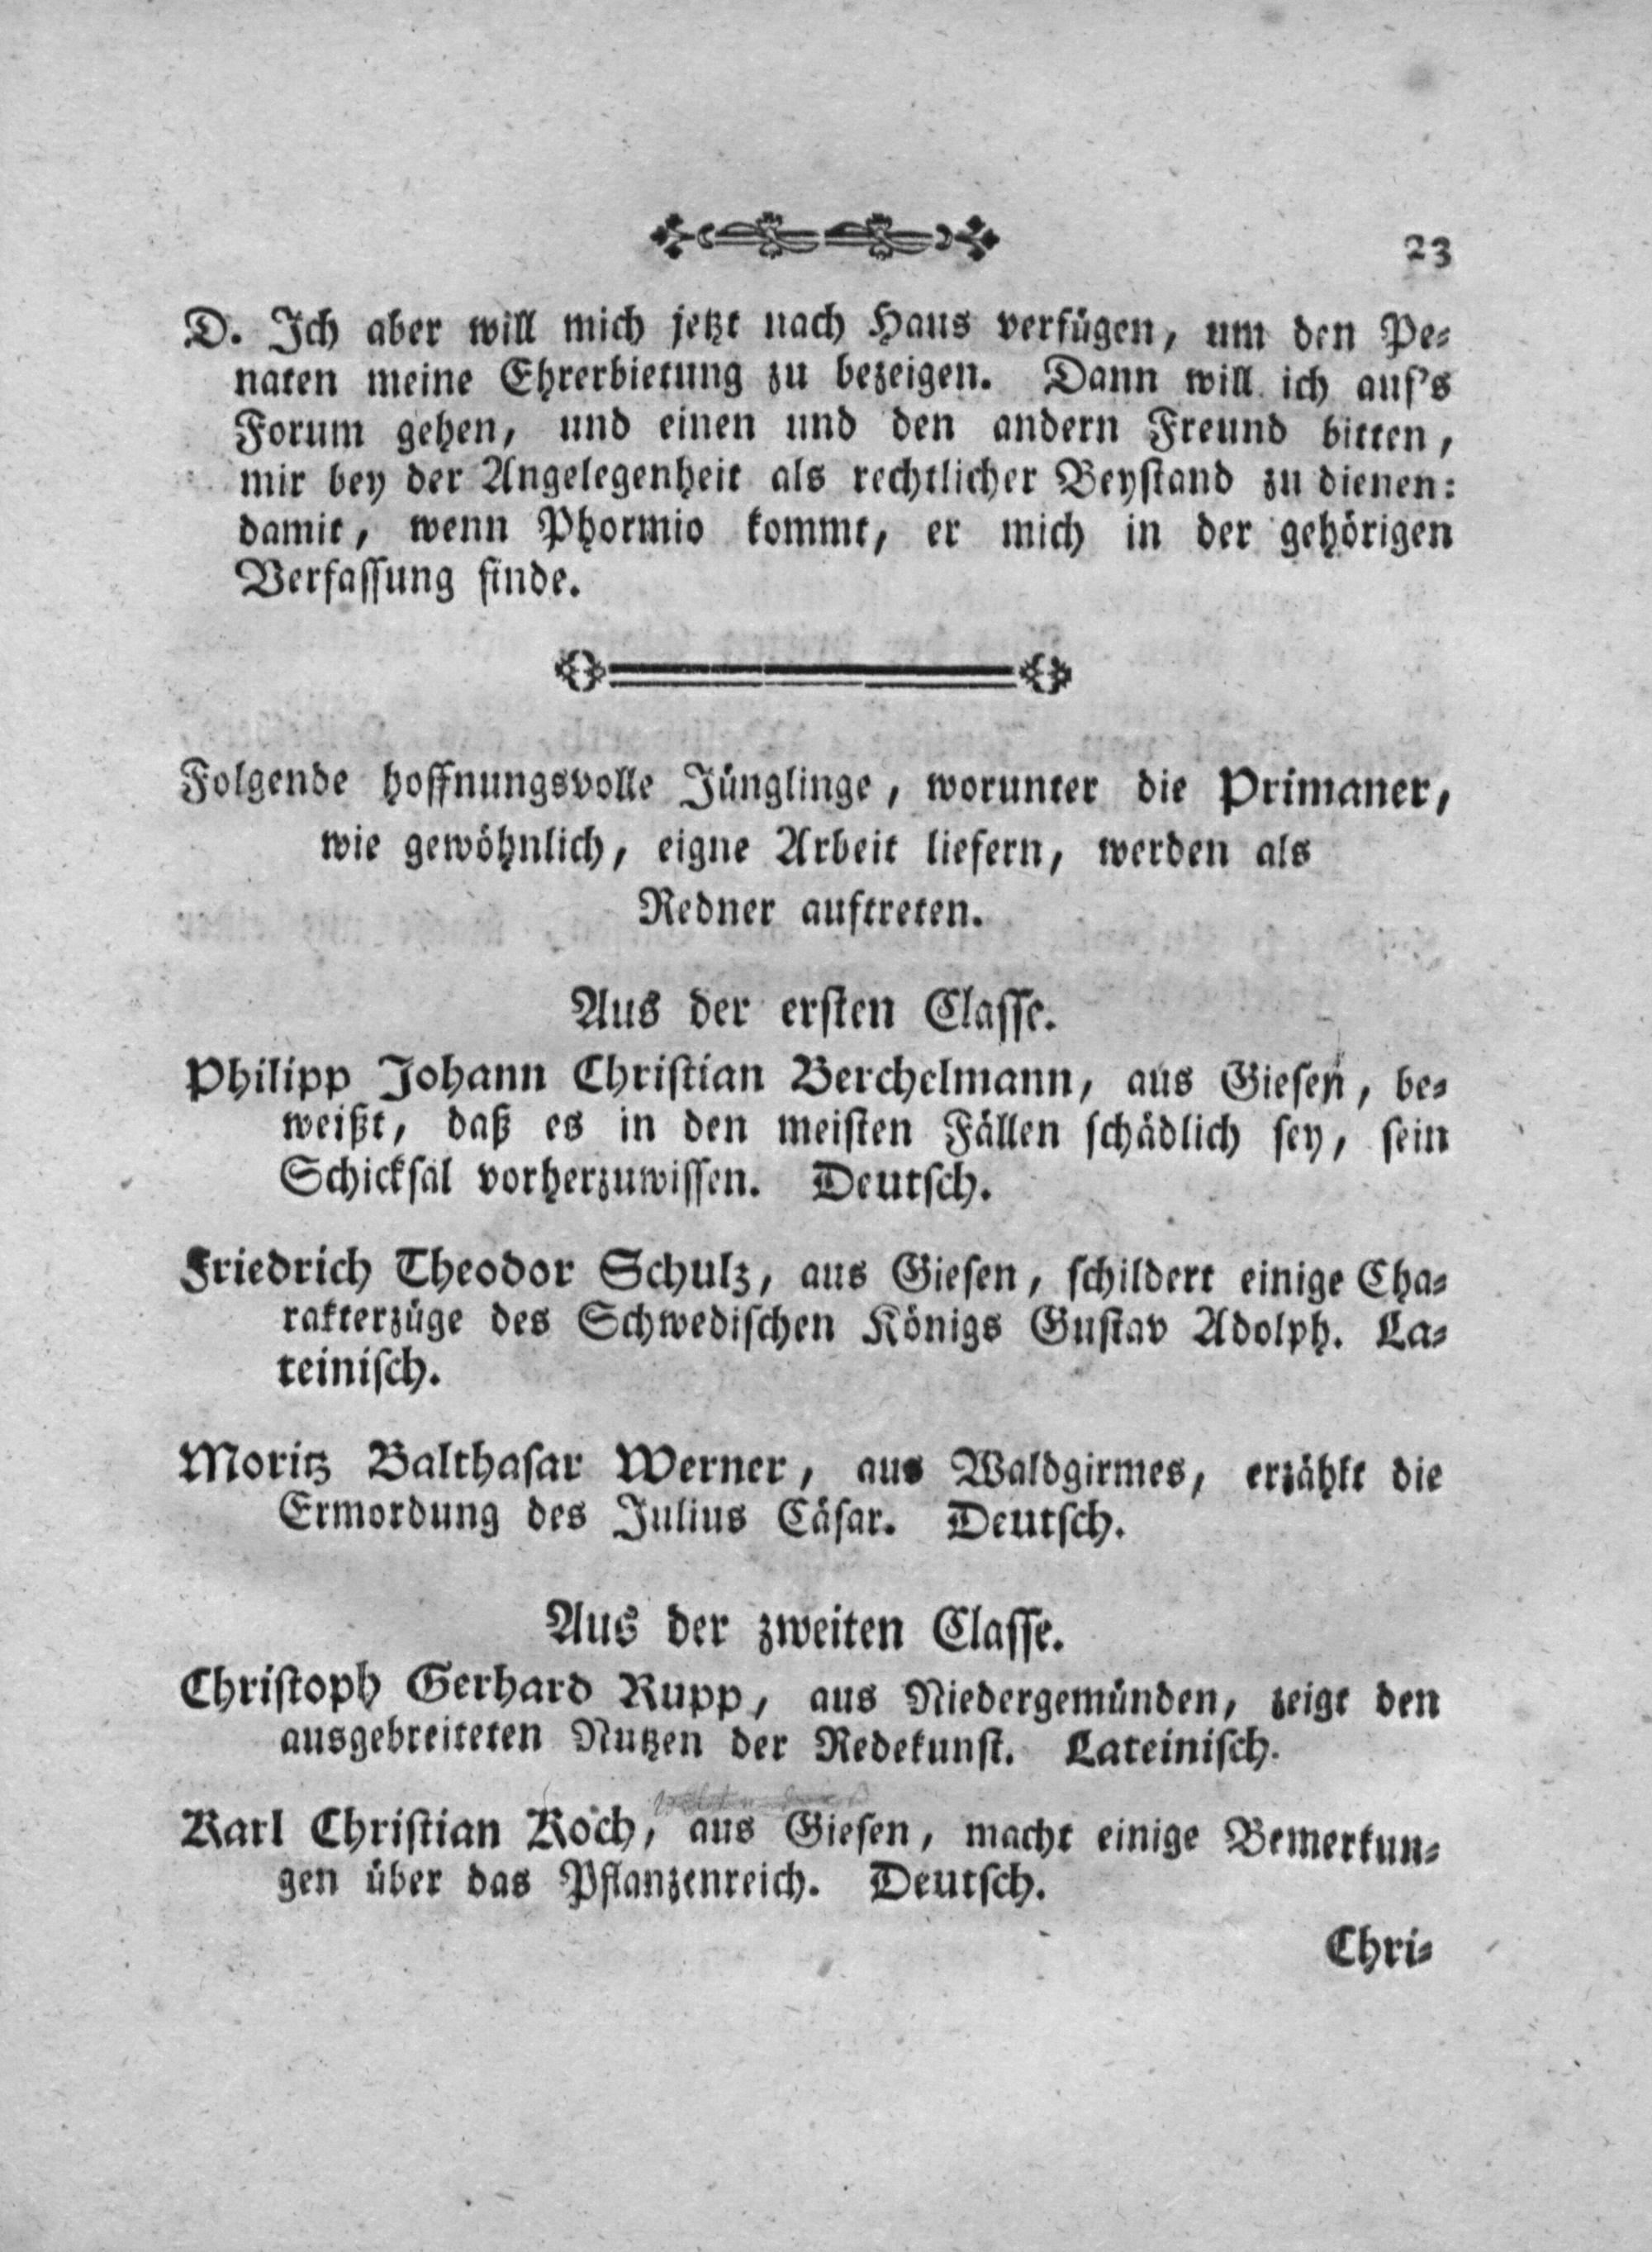 23
D. Ich aber will mich jetzt nach Haus verfügen, um den Pe-
naten meine Ehrerbietung zu bezeigen. Dann will ich auf's
Forum gehen, und einen und den andern Freund bitten,
mir bey der Angelegenheit als rechtlicher Beystand zu dienen:
damit, wenn Phormio kommt, er mich in der gehörigen
Verfassung finde.
Folgende hoffnungsvolle Jünglinge, worunter die Primaner,
wie gewöhnlich, eigne Arbeit liefern, werden als
Redner auftreten.
Aus der ersten Classe.
Philipp Johann Christian Berchelmann, aus Giesen, be-
weißt, daß es in den meisten Fällen schädlich sey, sein
Schicksal vorherzuwissen. Deutsch.
Friedrich Theodor Schulz, aus Giesen, schildert einige Cha-
rakterzüge des Schwedischen Königs Gustav Adolph. La-
teinisch.
Moritz Balthasar Werner, aus Waldgirmes, erzählt die
Ermordung des Julius Cäsar. Deutsch.
Aus der zweiten Classe.
Christoph Gerhard Rupp, aus Niedergemünden, zeigt den
ausgebreiteten Nutzen der Redekunst. Lateinisch.
Karl Christian Koch, aus Giesen, macht einige Bemerkun-
gen über das Pflanzenreich. Deutsch.
Chri-